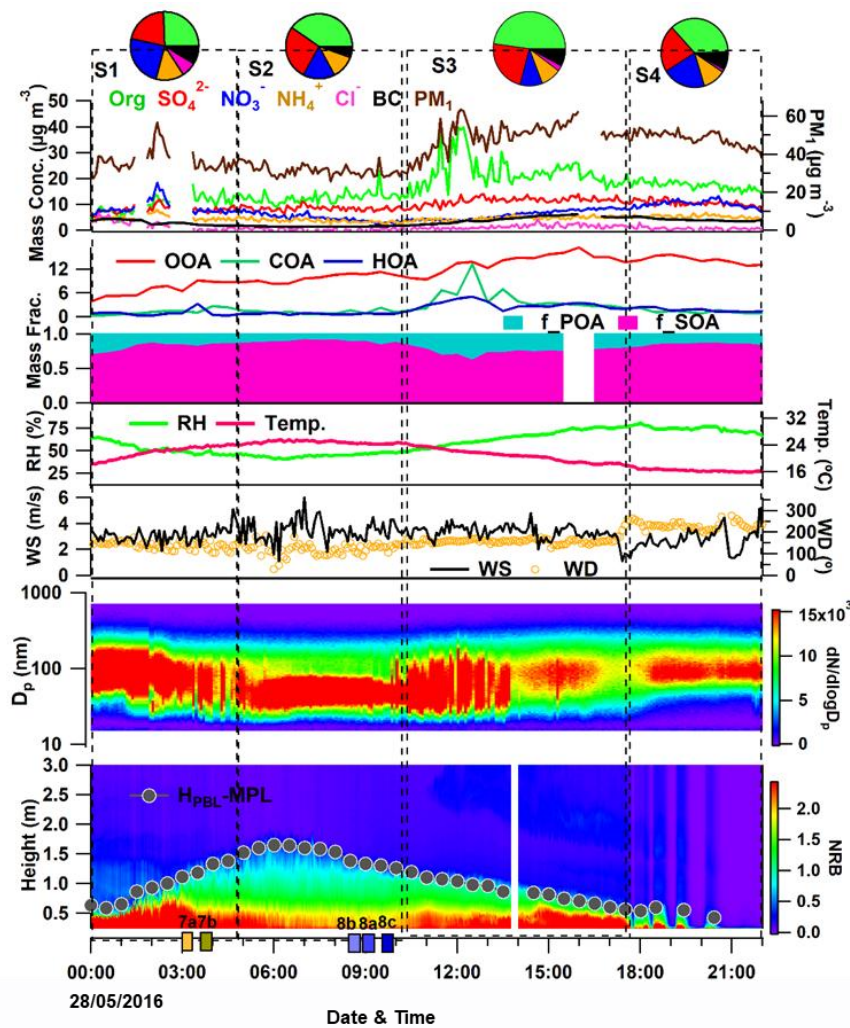 S1 S2 S3 S4
Org SO₄²⁻ NO₃⁻ NH₄⁺ Cl⁻ BC PM₁
Mass Conc. (µg m⁻³)
50
40
30
20
10
0
PM₁ (µg m⁻³)
60
40
20
0
OOA COA HOA
12
6
0
f_POA f_SOA
Mass Frac.
1.0
0.5
0.0
RH Temp.
RH (%)
75
50
25
Temp. (ºC)
32
24
16
WS (m/s)
6
4
2
0
WD (º)
300
200
100
0
WS WD
Dₚ (nm)
1000
100
10
15x10³
10
5
0
dN/dlogDₚ
Height (m)
3.0
2.5
2.0
1.5
1.0
0.5
H_PBL-MPL
2.0
1.5
1.0
0.5
0.0
NRB
7a 7b 8b 8a 8c
00:00 03:00 06:00 09:00 12:00 15:00 18:00 21:00
28/05/2016
Date & Time